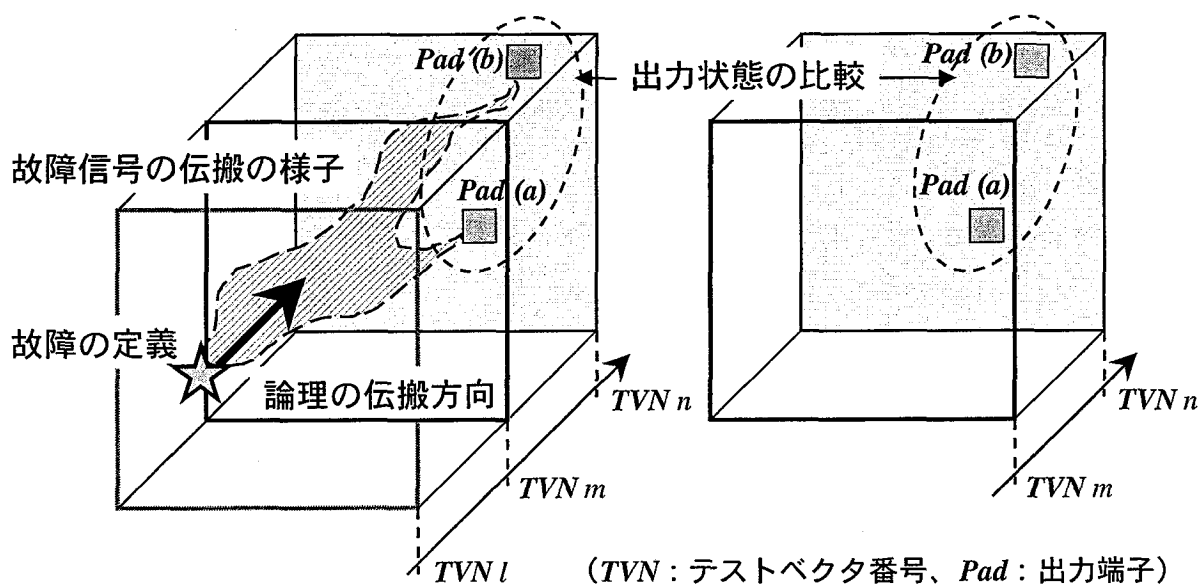 Pad (b)
出力状態の比較
Pad (b)
故障信号の伝搬の様子
Pad (a)
Pad (a)
故障の定義
論理の伝搬方向
TVN n
TVN n
TVN m
TVN m
TVN l
（TVN：テストベクタ番号、Pad：出力端子）